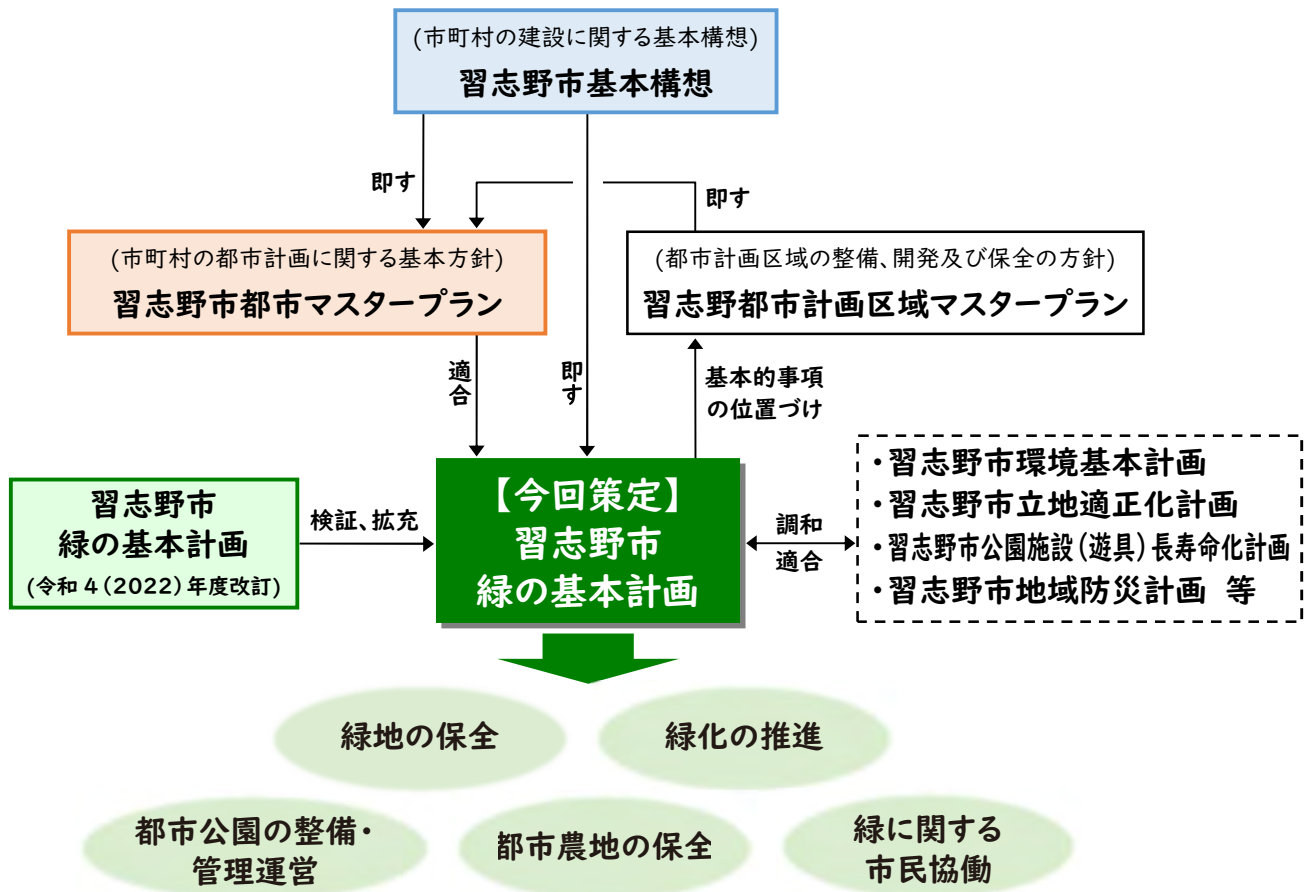 (市町村の建設に関する基本構想)
習志野市基本構想
即す
即す
(市町村の都市計画に関する基本方針)
習志野市都市マスタープラン
(都市計画区域の整備、開発及び保全の方針)
習志野都市計画区域マスタープラン
適合
即す
基本的事項
の位置づけ
習志野市
緑の基本計画
(令和4(2022)年度改訂)
検証、拡充
【今回策定】
習志野市
緑の基本計画
調和
適合
・習志野市環境基本計画
・習志野市立地適正化計画
・習志野市公園施設(遊具)長寿命化計画
・習志野市地域防災計画 等
緑地の保全
緑化の推進
都市公園の整備・
管理運営
都市農地の保全
緑に関する
市民協働